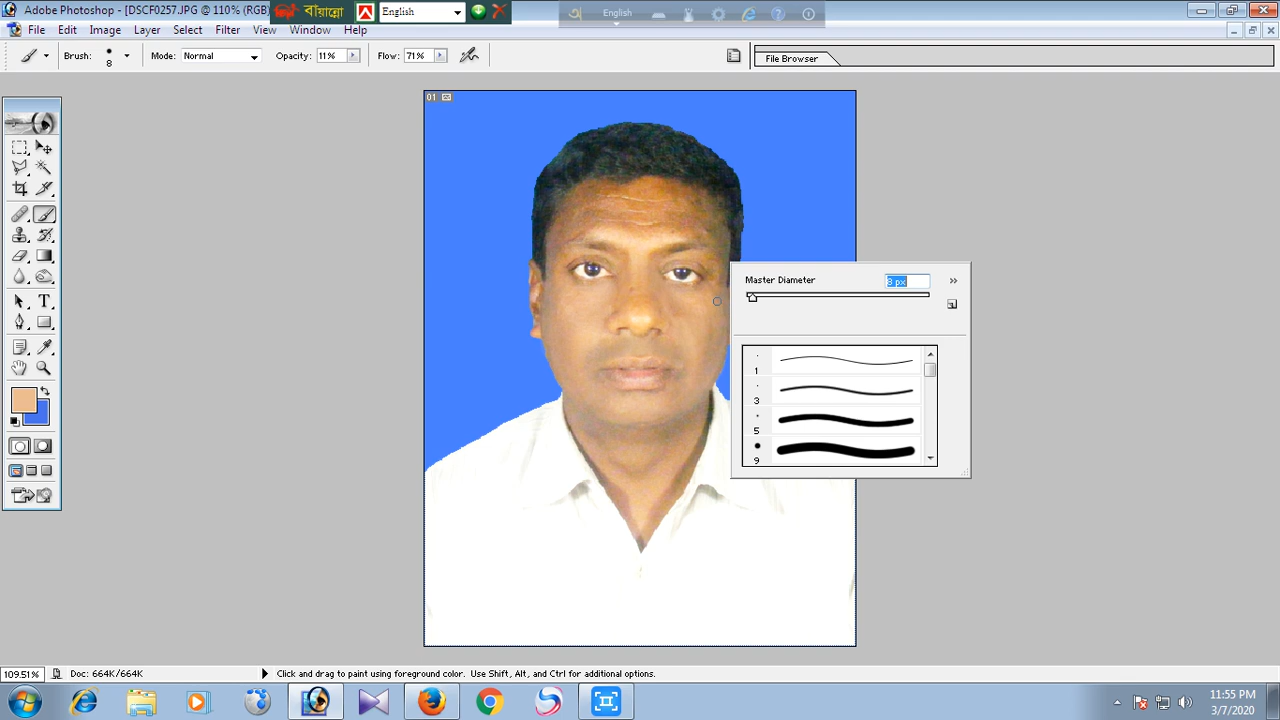 Adobe Photoshop - [DSCF0257.JPG @ 110% (RGB)
বায়ান্নো
English
English
File Edit Image Layer Select Filter View Window Help
Brush: 8 Mode: Normal Opacity: 11% Flow: 71% File Browser
01
Master Diameter 8 px
1
3
5
9
109.51% Doc: 664K/664K Click and drag to paint using foreground color. Use Shift, Alt, and Ctrl for additional options.
11:55 PM
3/7/2020